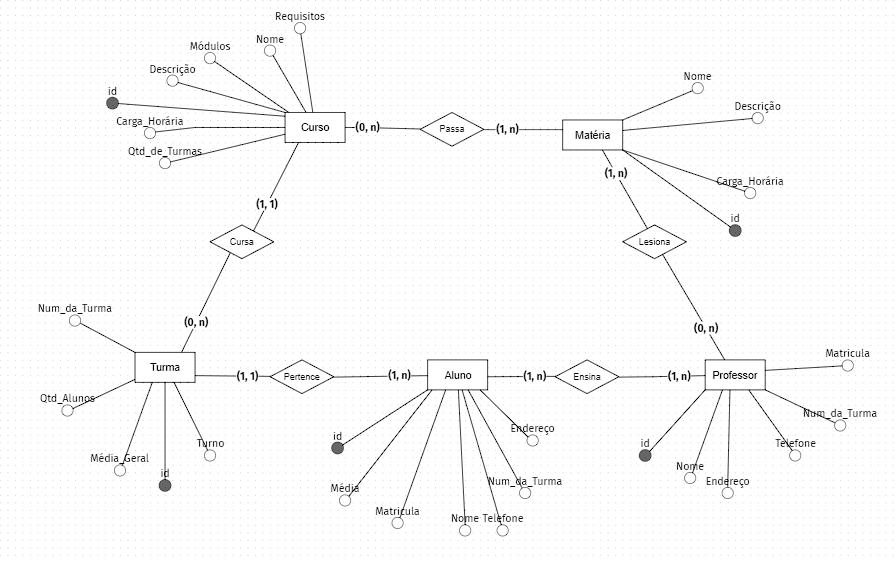 Requisitos
Nome
Módulos
Descrição
id
Carga_Horária
Qtd_de_Turmas
Curso
(0, n)
Passa
(1, n)
Matéria
Nome
Descrição
Carga_Horária
id
(1, 1)
Cursa
(0, n)
(1, n)
Lesiona
(0, n)
Num_da_Turma
Turma
Qtd_Alunos
Média_Geral
id
Turno
(1, 1)
Pertence
(1, n)
Aluno
id
Média
Matricula
Nome
Telefone
Num_da_Turma
Endereço
(1, n)
Ensina
(1, n)
Professor
Matricula
Num_da_Turma
Telefone
Endereço
Nome
id